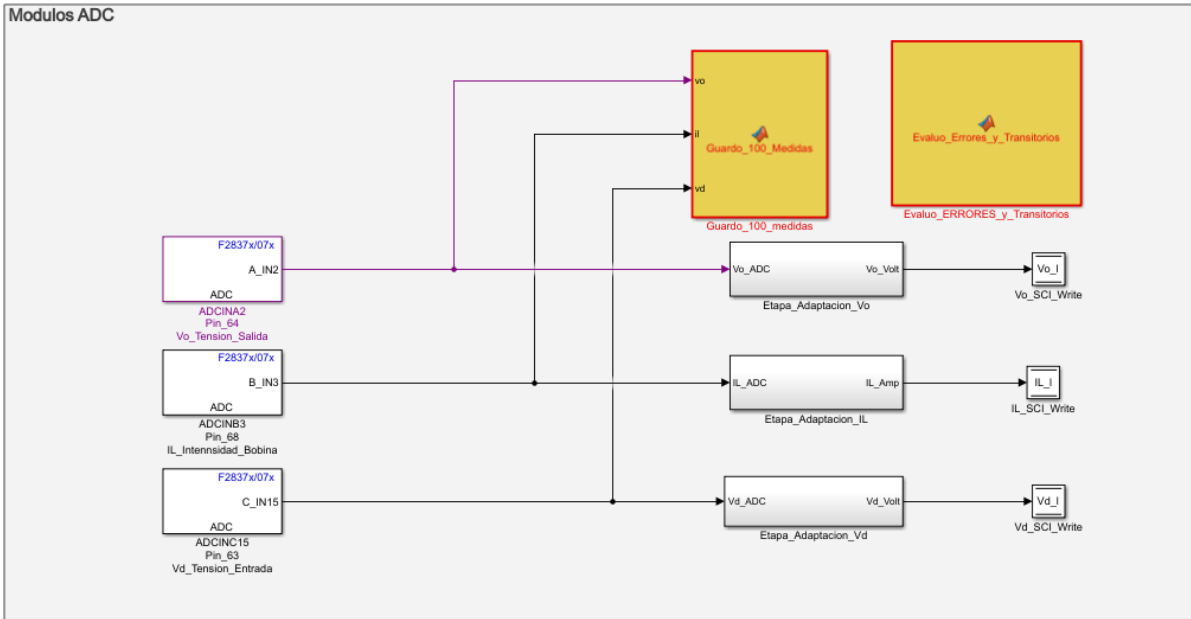 Modulos ADC
vo
il
vd
Guardo_100_Medidas
Guardo_100_medidas
Evaluo_Errores_y_Transitorios
Evaluo_ERRORES_y_Transitorios
F2837x/07x
A_IN2
ADC
ADCINA2
Pin_64
Vo_Tension_Salida
Vo_ADC
Vo_Volt
Etapa_Adaptacion_Vo
Vo_I
Vo_SCI_Write
F2837x/07x
B_IN3
ADC
ADCINB3
Pin_68
IL_Intennsidad_Bobina
IL_ADC
IL_Amp
Etapa_Adaptacion_IL
IL_I
IL_SCI_Write
F2837x/07x
C_IN15
ADC
ADCINC15
Pin_63
Vd_Tension_Entrada
Vd_ADC
Vd_Volt
Etapa_Adaptacion_Vd
Vd_I
Vd_SCI_Write